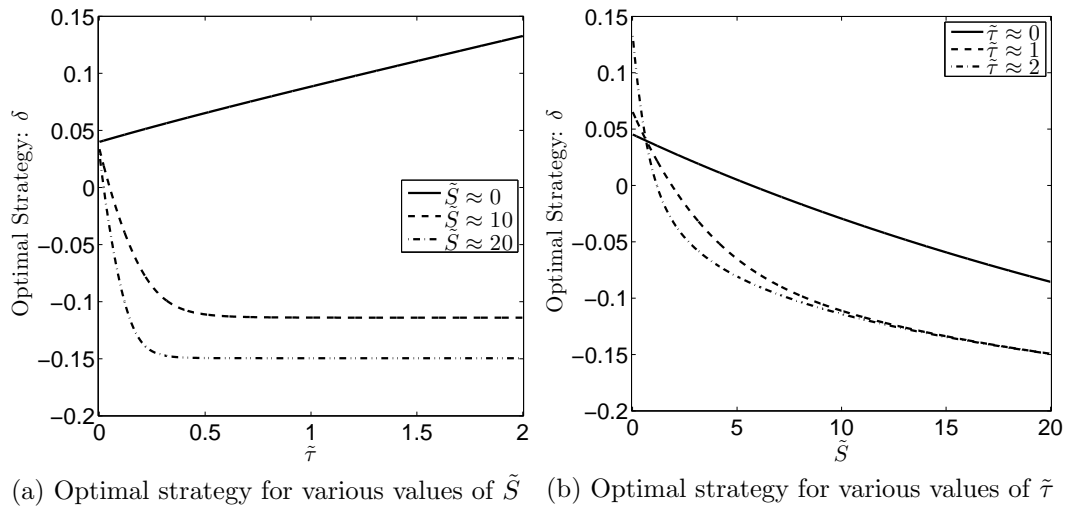 0.15
0.1
0.05
0
−0.05
−0.1
−0.15
−0.2
Optimal Strategy: δ
S̃ ≈ 0
S̃ ≈ 10
S̃ ≈ 20
0 0.5 1 1.5 2
τ̃
(a) Optimal strategy for various values of S̃
0.15
0.1
0.05
0
−0.05
−0.1
−0.15
−0.2
Optimal Strategy: δ
τ̃ ≈ 0
τ̃ ≈ 1
τ̃ ≈ 2
0 5 10 15 20
S̃
(b) Optimal strategy for various values of τ̃